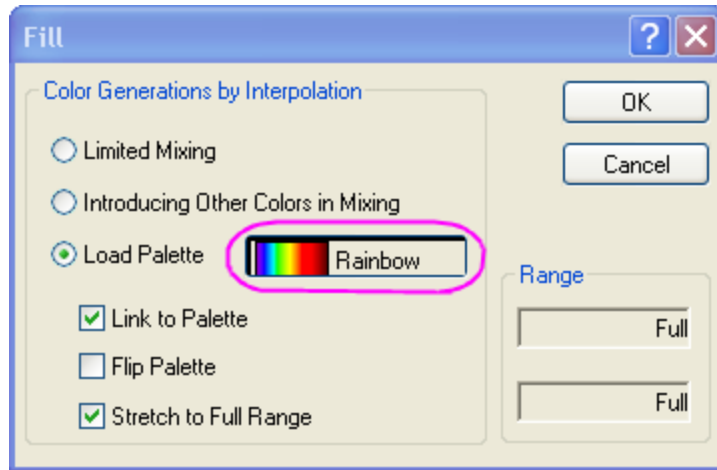 Fill
Color Generations by Interpolation
Limited Mixing
Introducing Other Colors in Mixing
Load Palette
Rainbow
Link to Palette
Flip Palette
Stretch to Full Range
OK
Cancel
Range
Full
Full